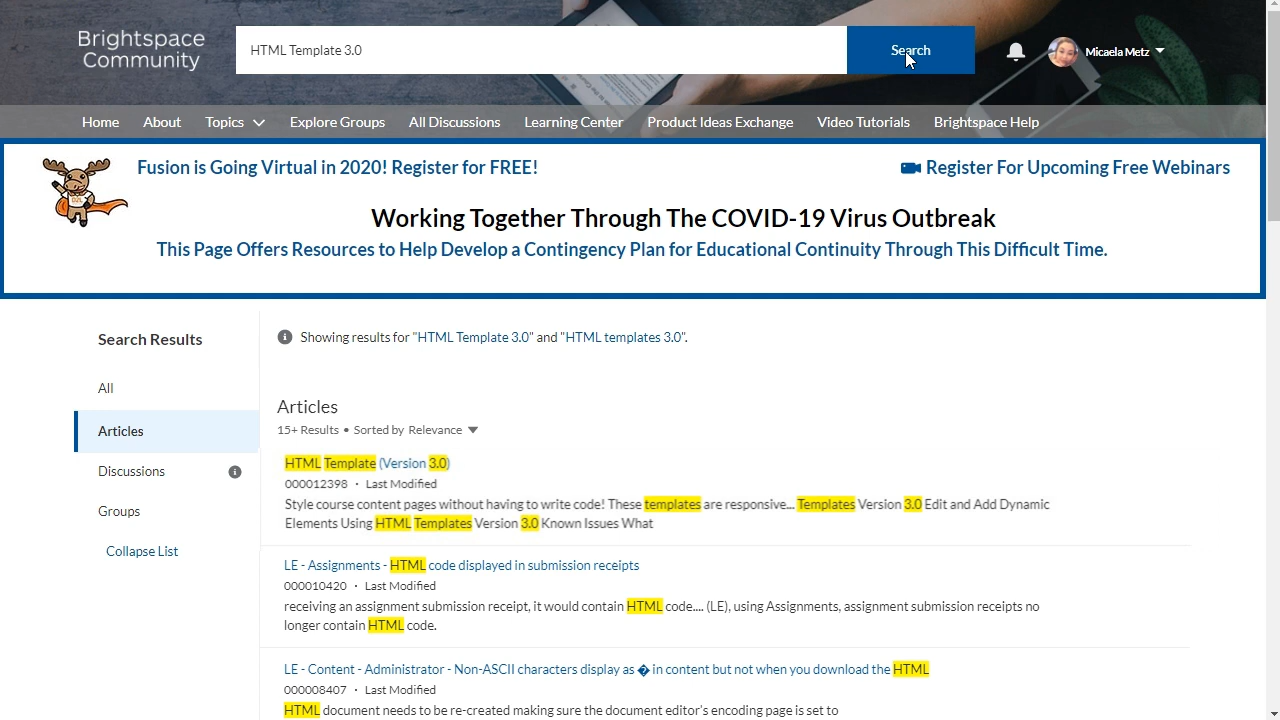 Brightspace
Community
HTML Template 3.0
Search
Micaela Metz
Home About Topics Explore Groups All Discussions Learning Center Product Ideas Exchange Video Tutorials Brightspace Help
D2L
Fusion is Going Virtual in 2020! Register for FREE!
Register For Upcoming Free Webinars
Working Together Through The COVID-19 Virus Outbreak
This Page Offers Resources to Help Develop a Contingency Plan for Educational Continuity Through This Difficult Time.
Search Results
All
Articles
Discussions
Groups
Collapse List
Showing results for "HTML Template 3.0" and "HTML templates 3.0".
Articles
15+ Results • Sorted by Relevance
HTML Template (Version 3.0)
000012398 · Last Modified
Style course content pages without having to write code! These templates are responsive... Templates Version 3.0 Edit and Add Dynamic
Elements Using HTML Templates Version 3.0 Known Issues What
LE - Assignments - HTML code displayed in submission receipts
000010420 · Last Modified
receiving an assignment submission receipt, it would contain HTML code.... (LE), using Assignments, assignment submission receipts no
longer contain HTML code.
LE - Content - Administrator - Non-ASCII characters display as � in content but not when you download the HTML
000008407 · Last Modified
HTML document needs to be re-created making sure the document editor's encoding page is set to